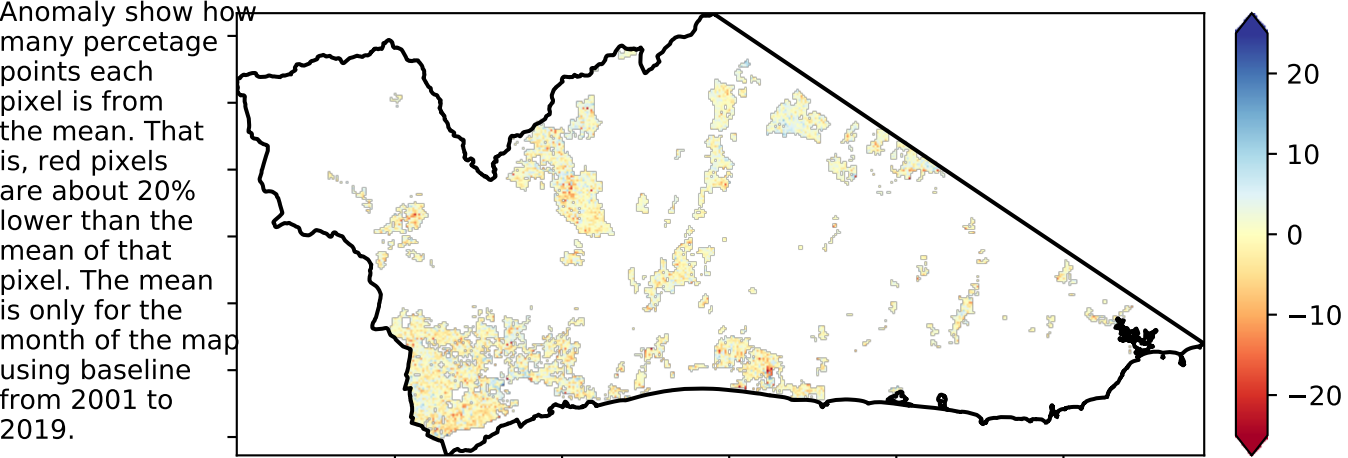 Anomaly show how
many percetage
points each
pixel is from
the mean. That
is, red pixels
are about 20%
lower than the
mean of that
pixel. The mean
is only for the
month of the map
using baseline
from 2001 to
2019.
20
10
0
−10
−20